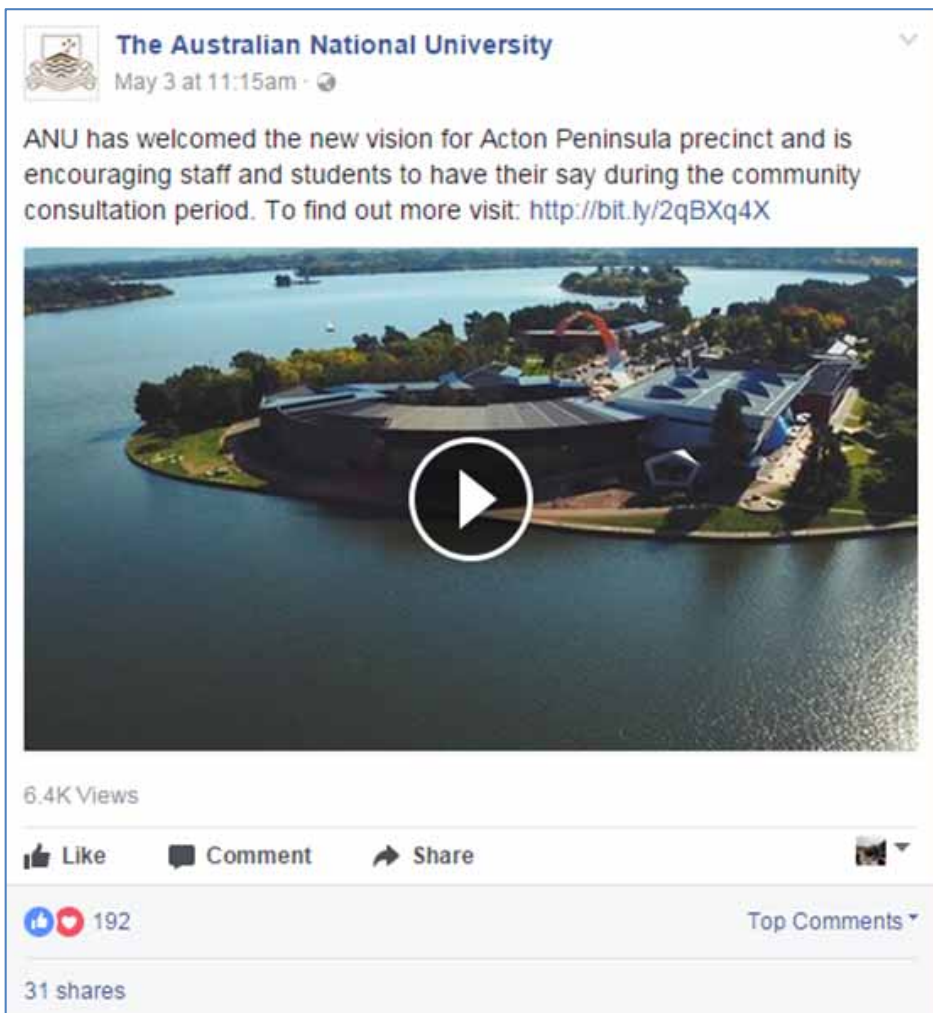 The Australian National University
May 3 at 11:15am ·
ANU has welcomed the new vision for Acton Peninsula precinct and is
encouraging staff and students to have their say during the community
consultation period. To find out more visit: http://bit.ly/2qBXq4X
6.4K Views
Like Comment Share
192 Top Comments
31 shares